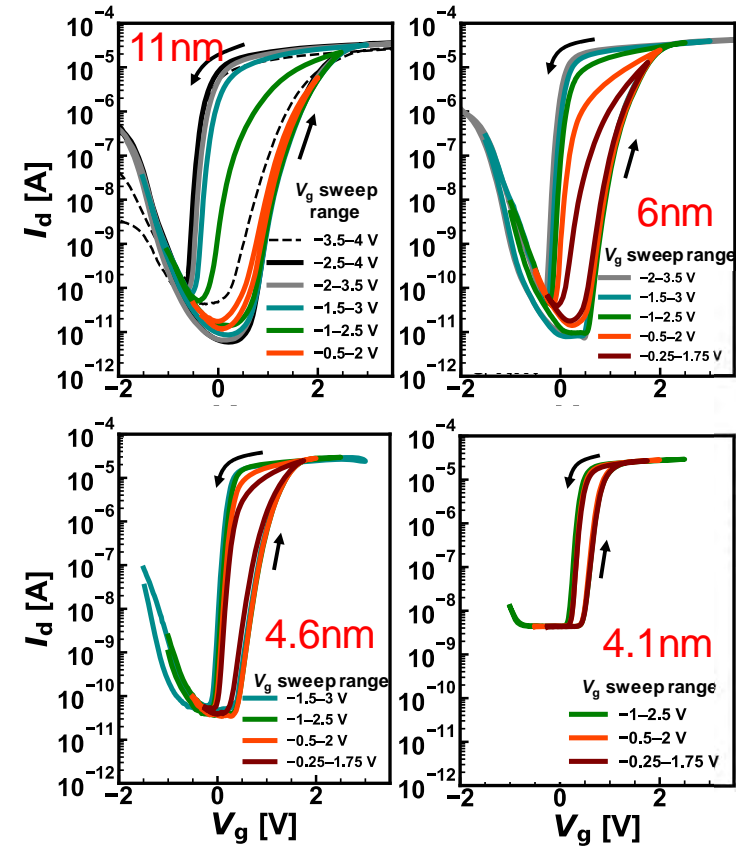 11nm
10⁻⁴
10⁻⁵
10⁻⁶
10⁻⁷
10⁻⁸
10⁻⁹
10⁻¹⁰
10⁻¹¹
10⁻¹²
I_d [A]
V_g sweep
range
−3.5–4 V
−2.5–4 V
−2–3.5 V
−1.5–3 V
−1–2.5 V
−0.5–2 V
−2 0 2
6nm
10⁻⁴
10⁻⁵
10⁻⁶
10⁻⁷
10⁻⁸
10⁻⁹
10⁻¹⁰
10⁻¹¹
10⁻¹²
V_g sweep range
−2–3.5 V
−1.5–3 V
−1–2.5 V
−0.5–2 V
−0.25–1.75 V
−2 0 2
4.6nm
10⁻⁴
10⁻⁵
10⁻⁶
10⁻⁷
10⁻⁸
10⁻⁹
10⁻¹⁰
10⁻¹¹
10⁻¹²
I_d [A]
V_g sweep range
−1.5–3 V
−1–2.5 V
−0.5–2 V
−0.25–1.75 V
−2 0 2
V_g [V]
4.1nm
10⁻⁴
10⁻⁵
10⁻⁶
10⁻⁷
10⁻⁸
10⁻⁹
10⁻¹⁰
10⁻¹¹
10⁻¹²
V_g sweep range
−1–2.5 V
−0.5–2 V
−0.25–1.75 V
−2 0 2
V_g [V]